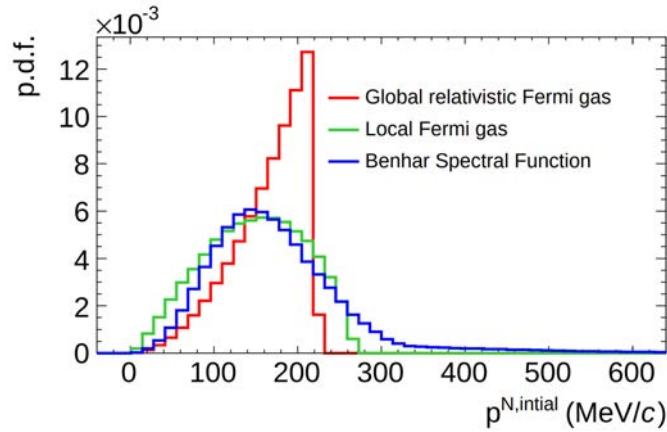 ×10⁻³
p.d.f.
12
10
8
6
4
2
0
Global relativistic Fermi gas
Local Fermi gas
Benhar Spectral Function
0 100 200 300 400 500 600
p^N,intial (MeV/c)